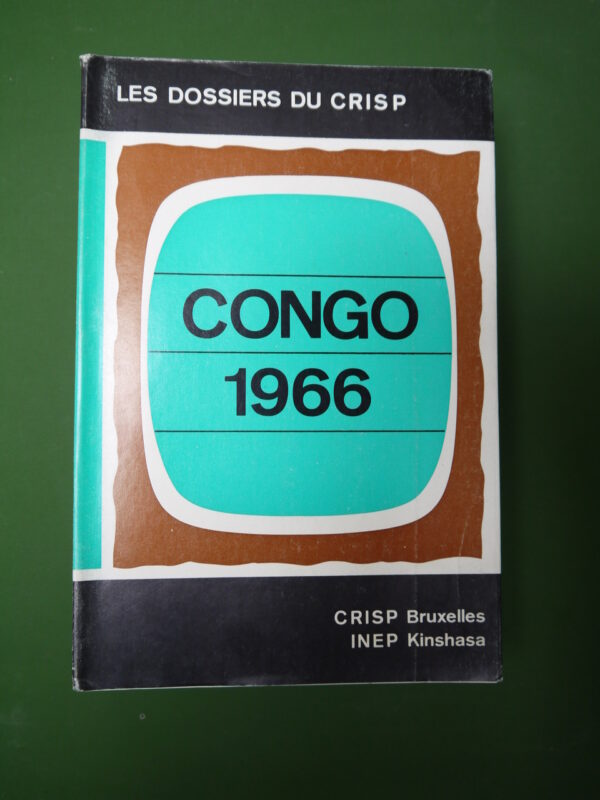 LES DOSSIERS DU CRISP
CONGO
1966
CRISP Bruxelles
INEP Kinshasa